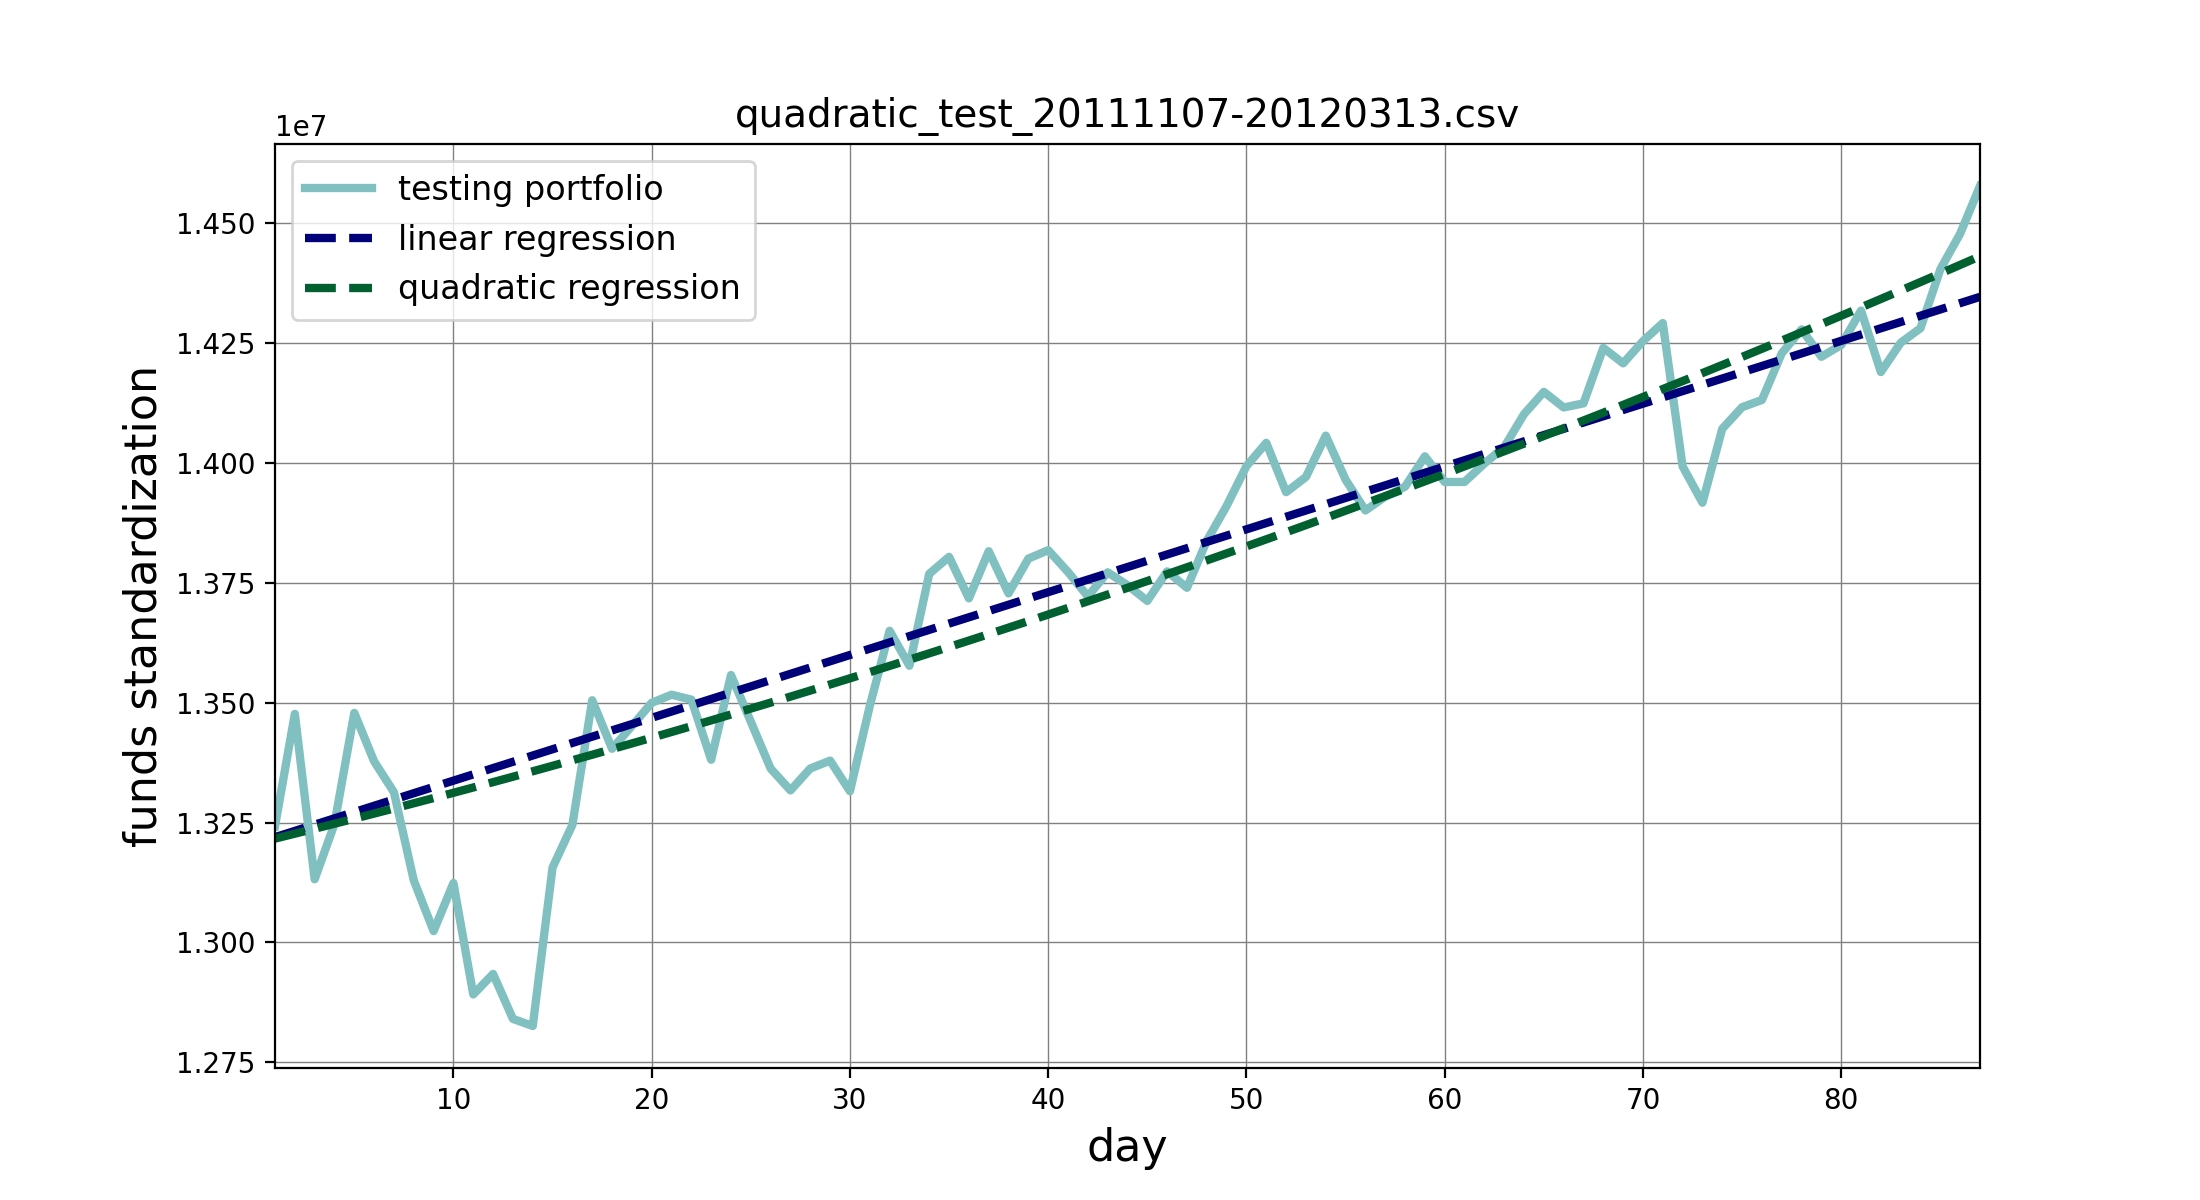 quadratic_test_20111107-20120313.csv
1e7
testing portfolio
linear regression
quadratic regression
1.450
1.425
1.400
1.375
1.350
1.325
1.300
1.275
funds standardization
10 20 30 40 50 60 70 80
day